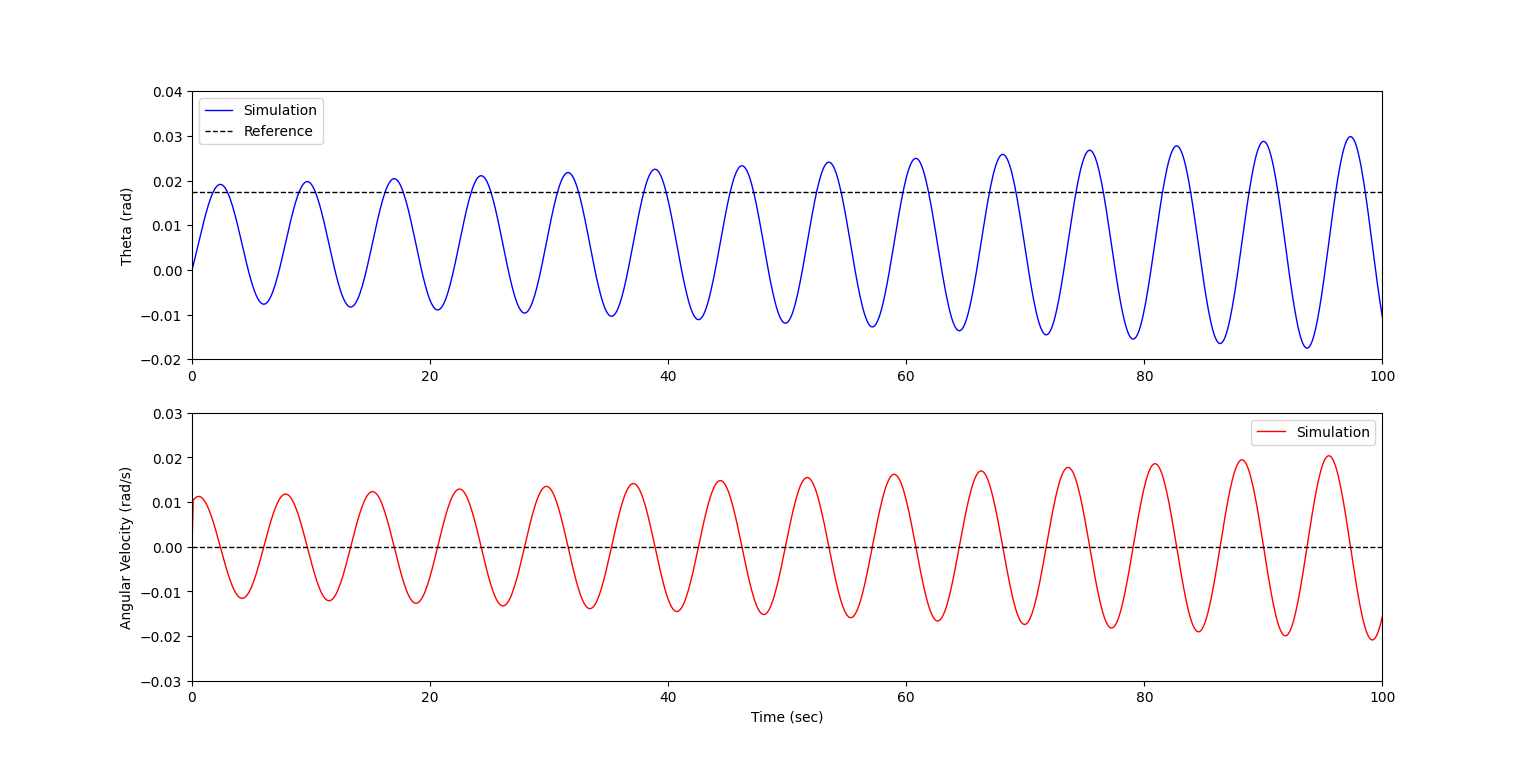 Theta (rad)
0.04
0.03
0.02
0.01
0.00
−0.01
−0.02
Simulation
Reference
0 20 40 60 80 100
Angular Velocity (rad/s)
0.03
0.02
0.01
0.00
−0.01
−0.02
−0.03
Simulation
0 20 40 60 80 100
Time (sec)